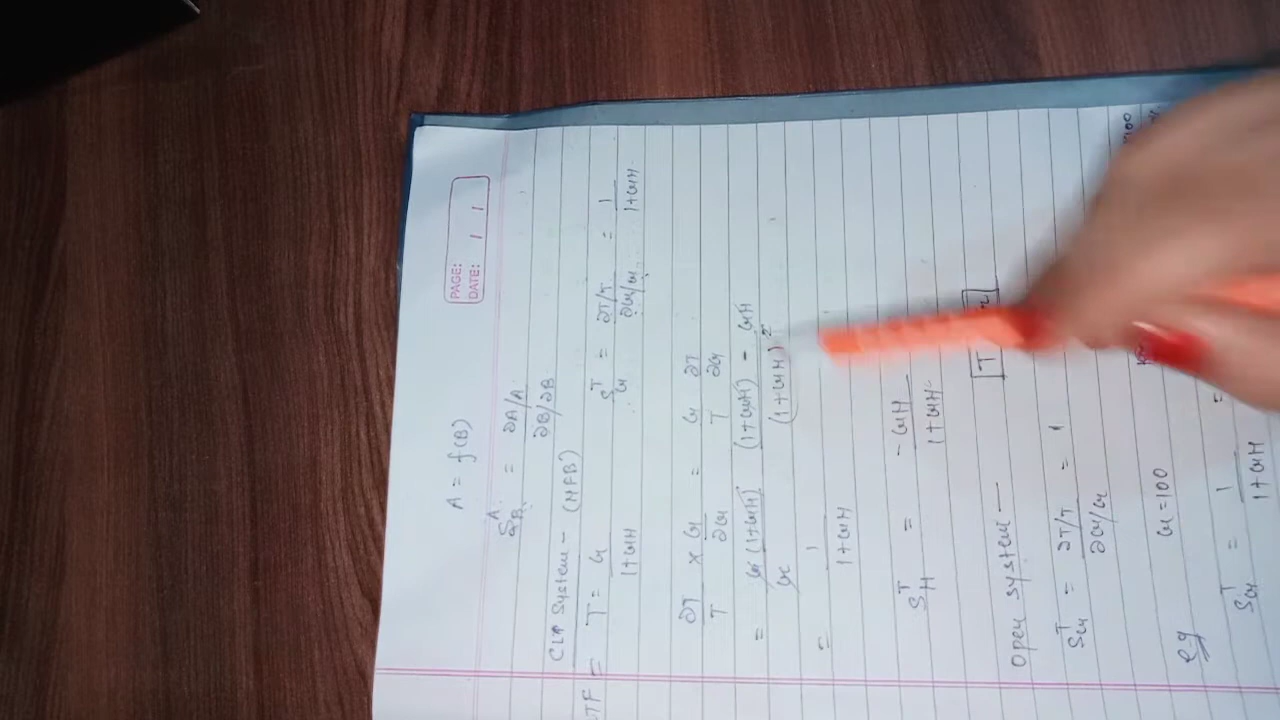 PAGE:
DATE: / /
A = f(B)
S^A_B = ∂A/A / ∂B/∂B
CLP System - (NFB)
TF = T = G / 1+GH S^T_G = ∂T/T / ∂G/G = 1 / 1+GH
∂T / T × G / ∂G = G / T ∂T / ∂G
= G(1+GH) / G (1+GH) - GH / (1+GH)^2
= 1 / 1+GH
S^T_H = -GH / 1+GH
Open system -
S^T_G = ∂T/T / ∂G/G = 1
eg G=100
S^T_G = 1 / 1+GH =